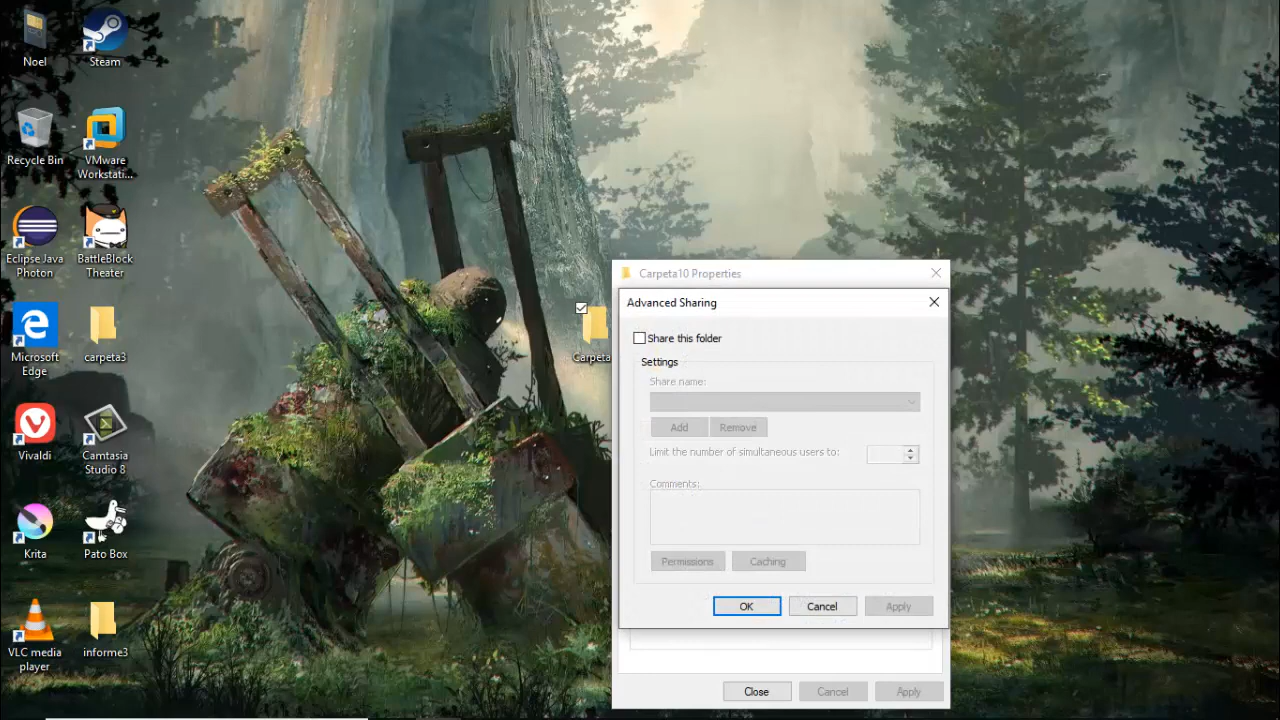 Noel
Steam
Recycle Bin
VMware
Workstati...
Eclipse Java
Photon
BattleBlock
Theater
Microsoft
Edge
carpeta3
Carpeta
Vivaldi
Camtasia
Studio 8
Krita
Pato Box
VLC media
player
informe3
Carpeta10 Properties
Advanced Sharing
Share this folder
Settings
Share name:
Add Remove
Limit the number of simultaneous users to:
Comments:
Permissions Caching
OK Cancel Apply
Close Cancel Apply